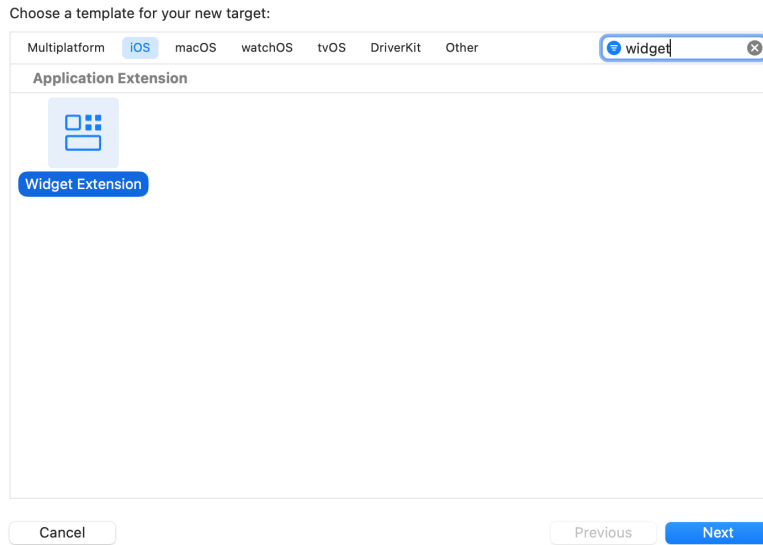 Choose a template for your new target:
Multiplatform iOS macOS watchOS tvOS DriverKit Other widget
Application Extension
Widget Extension
Cancel Previous Next